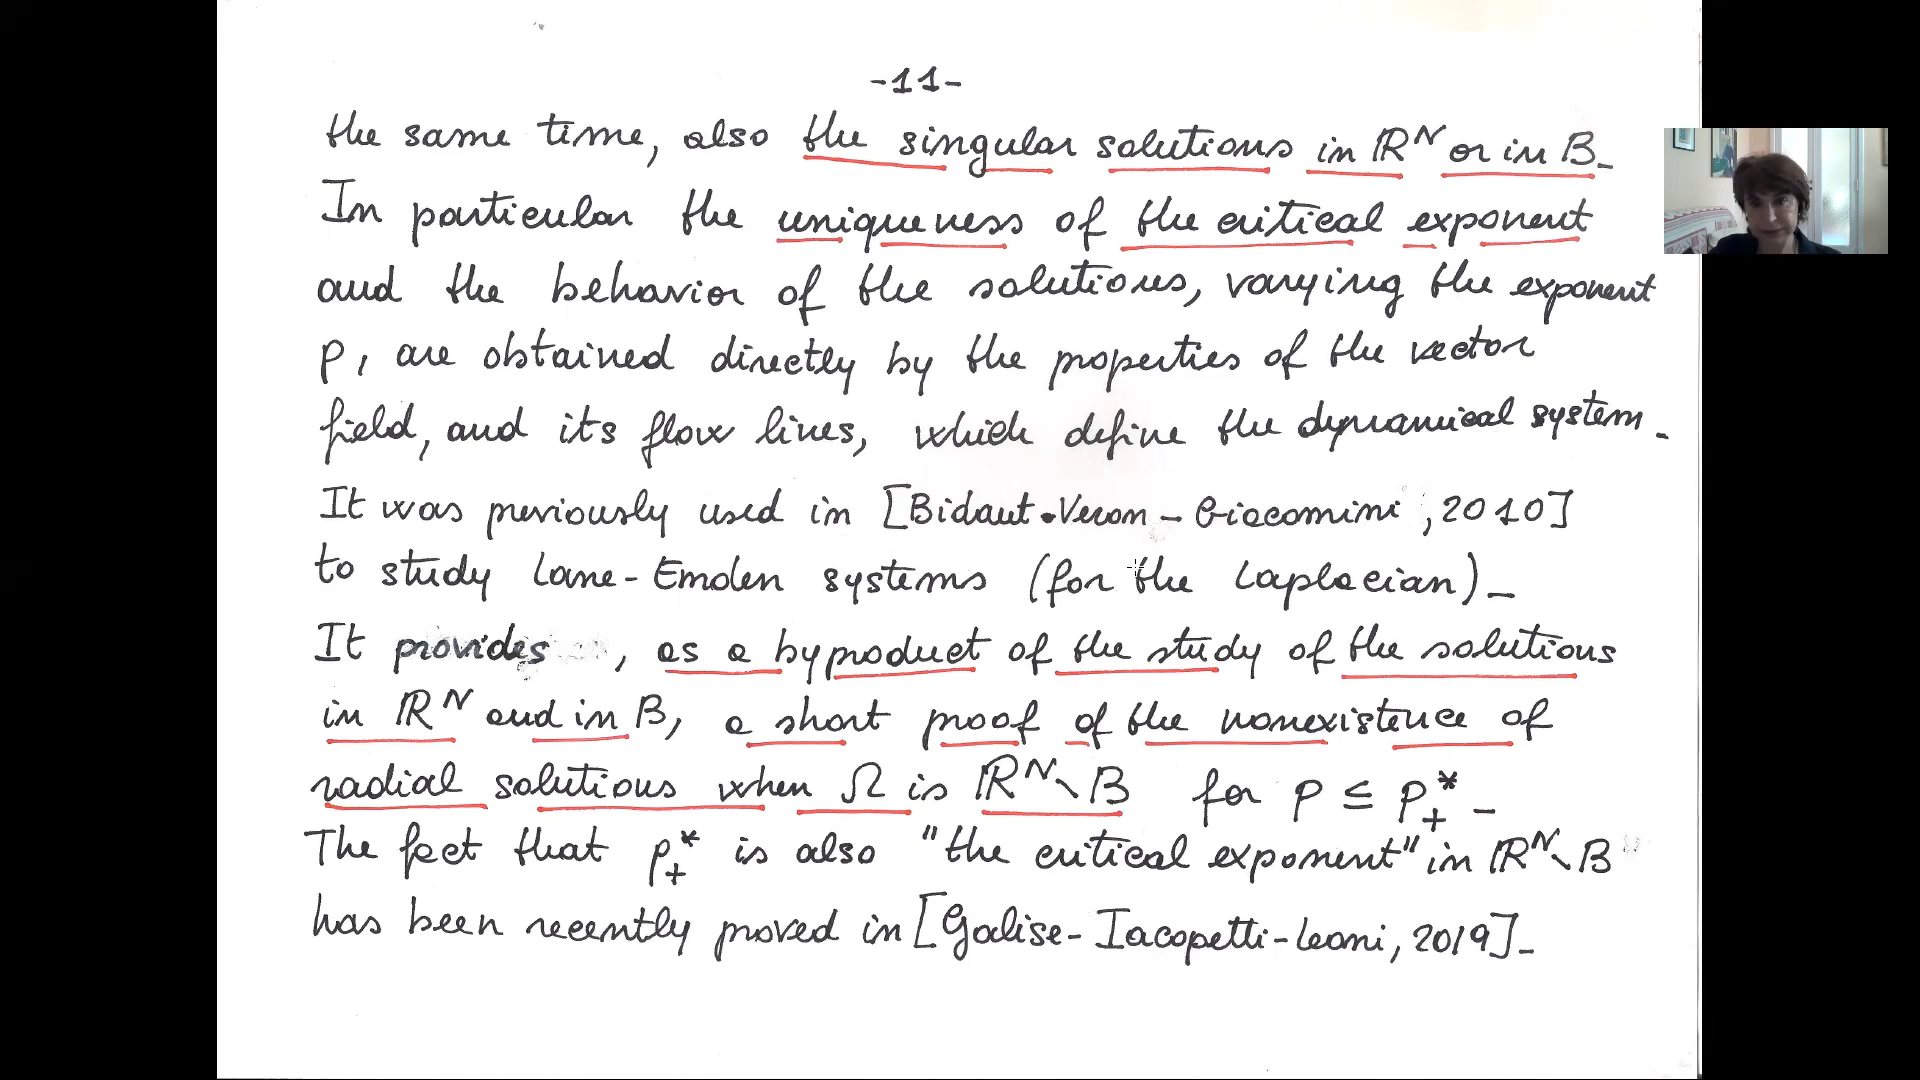 -11-
the same time, also the singular solutions in ℝᴺ or in B.
In particular the uniqueness of the critical exponent
and the behavior of the solutions, varying the exponent
p, are obtained directly by the properties of the vector
field, and its flow lines, which define the dynamical system.
It was previously used in [Bidaut-Veron - Giacomini, 2010]
to study Lane-Emden systems (for the Laplacian)-
It provides, as a byproduct of the study of the solutions
in ℝᴺ and in B, a short proof of the nonexistence of
radial solutions when Ω is ℝᴺ\B for p ≤ p*₊-
The fact that p*₊ is also "the critical exponent" in ℝᴺ\B
has been recently proved in [Galise-Iacopetti-Leoni, 2019]-